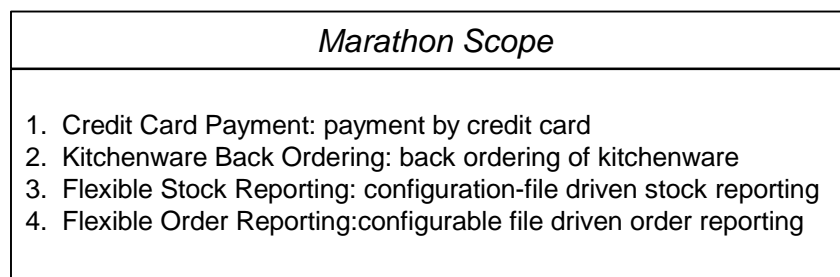 Marathon Scope
1. Credit Card Payment: payment by credit card
2. Kitchenware Back Ordering: back ordering of kitchenware
3. Flexible Stock Reporting: configuration-file driven stock reporting
4. Flexible Order Reporting:configurable file driven order reporting